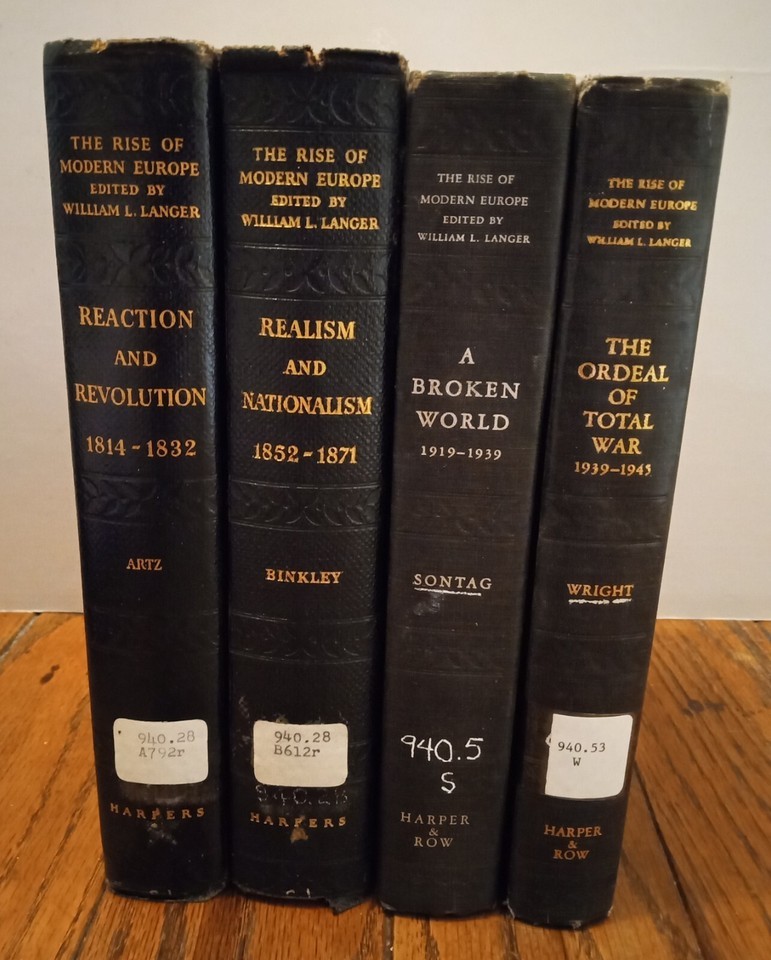 THE RISE OF
MODERN EUROPE
EDITED BY
WILLIAM L. LANGER
REACTION
AND
REVOLUTION
1814-1832
ARTZ
940.28
A792r
HARPERS
THE RISE OF
MODERN EUROPE
EDITED BY
WILLIAM L. LANGER
REALISM
AND
NATIONALISM
1852-1871
BINKLEY
940.28
B612r
HARPERS
THE RISE OF
MODERN EUROPE
EDITED BY
WILLIAM L. LANGER
A
BROKEN
WORLD
1919-1939
SONTAG
940.5
S
HARPER
&
ROW
THE RISE OF
MODERN EUROPE
EDITED BY
WILLIAM L. LANGER
THE
ORDEAL
OF
TOTAL
WAR
1939-1945
WRIGHT
940.53
W
HARPER
&
ROW